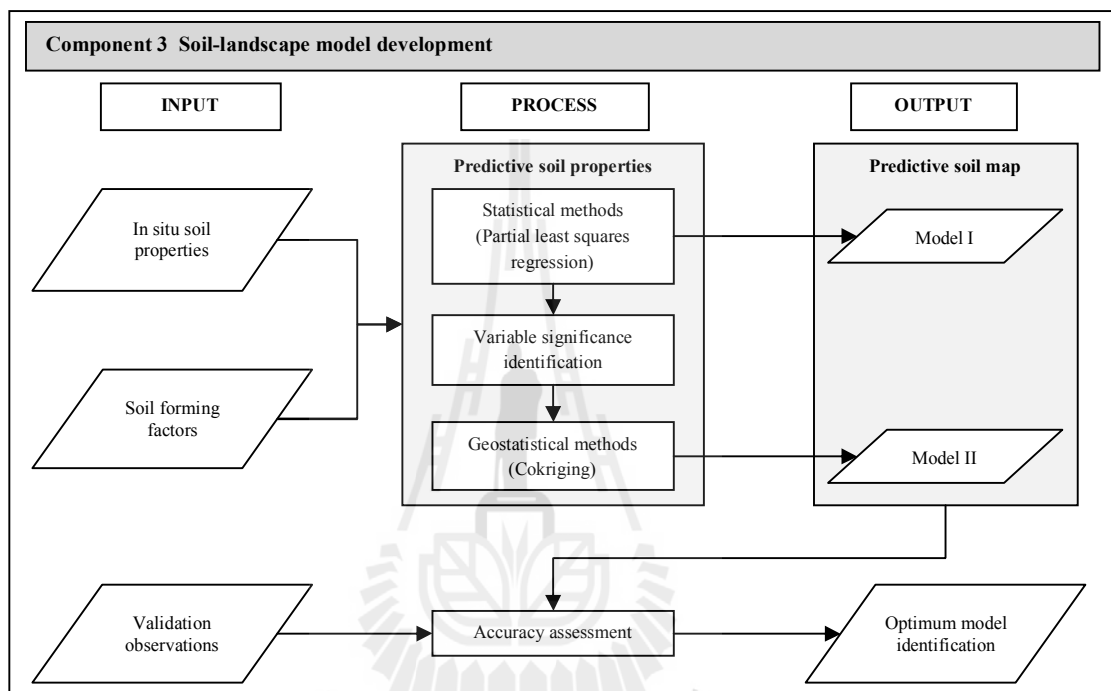 Component 3 Soil-landscape model development
INPUT
PROCESS
OUTPUT
Predictive soil properties
Predictive soil map
In situ soil
properties
Statistical methods
(Partial least squares
regression)
Model I
Variable significance
identification
Soil forming
factors
Geostatistical methods
(Cokriging)
Model II
Validation
observations
Accuracy assessment
Optimum model
identification